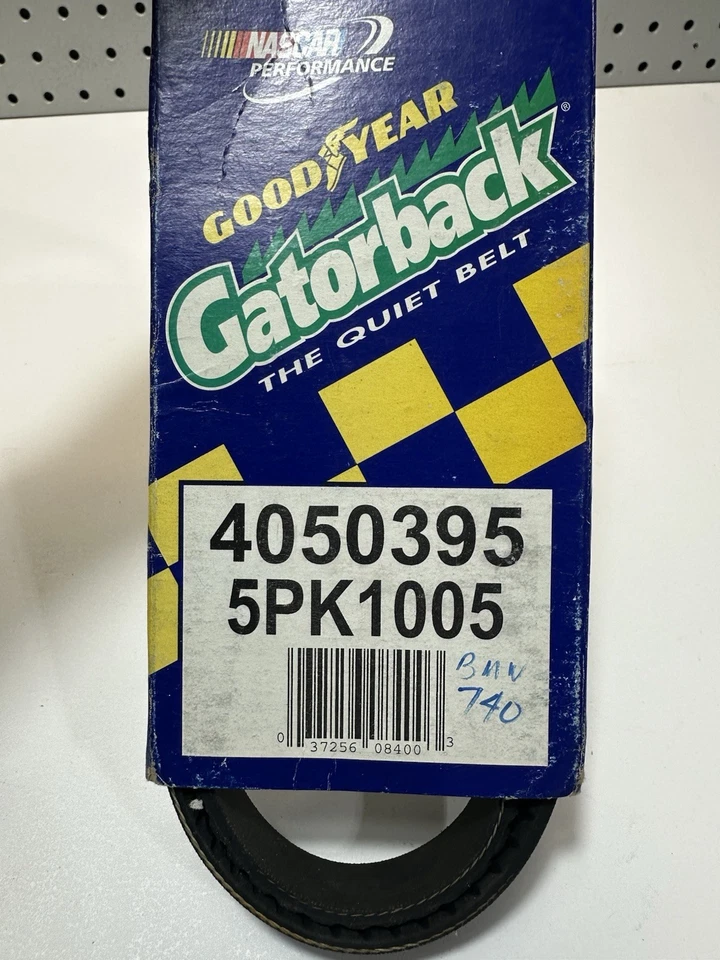 NASCAR
PERFORMANCE
GOODYEAR
Gatorback®
THE QUIET BELT
4050395
5PK1005
BMW
740
0 37256 08400 3